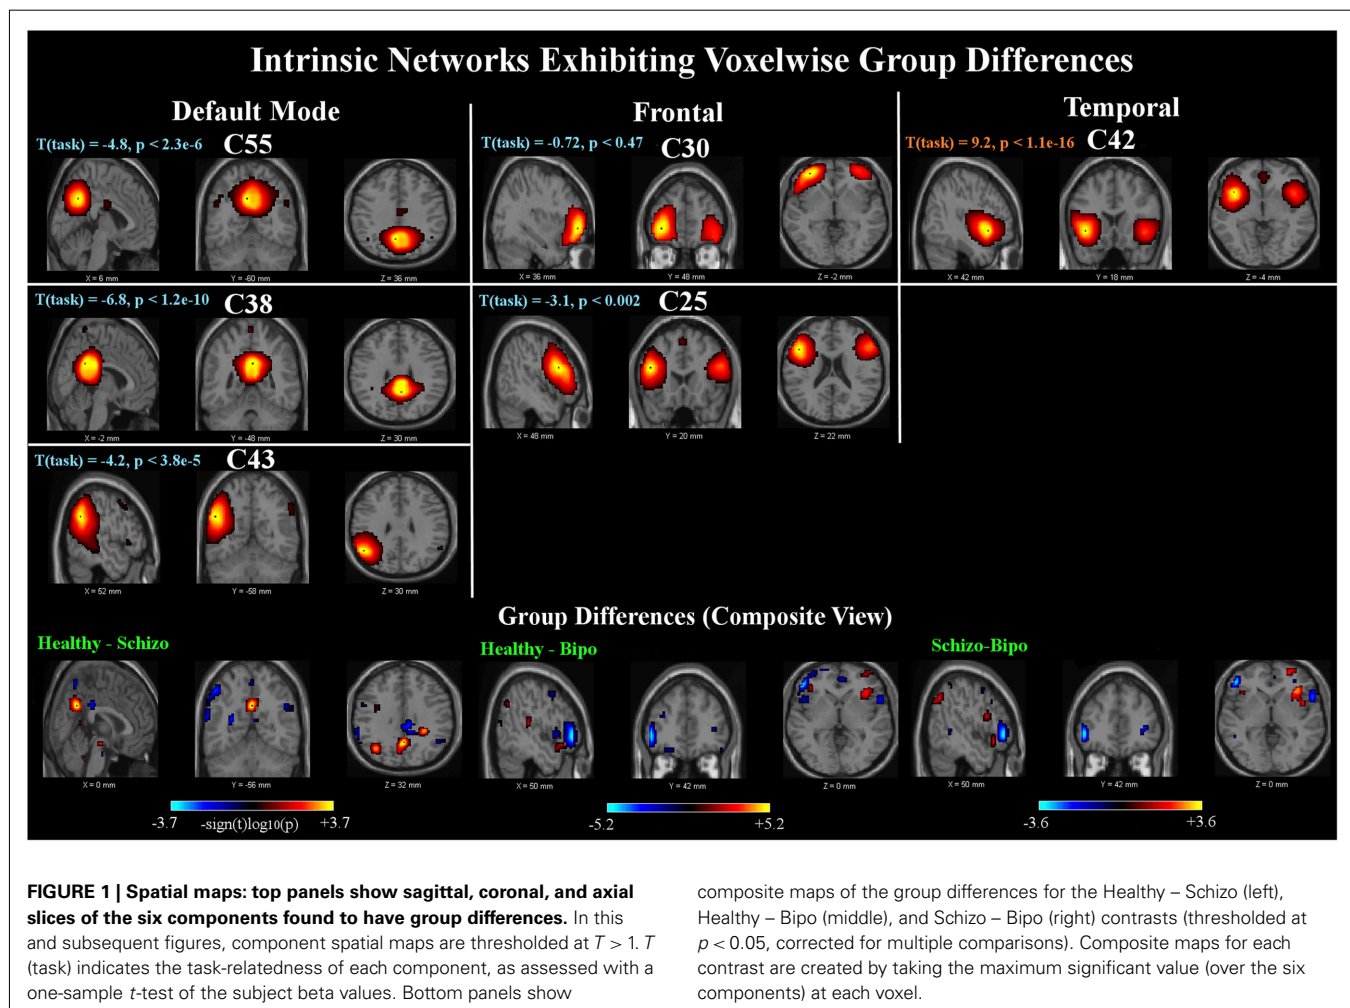 Intrinsic Networks Exhibiting Voxelwise Group Differences
Default Mode
T(task) = -4.8, p < 2.3e-6
C55
X = 6 mm
Y = -60 mm
Z = 36 mm
T(task) = -6.8, p < 1.2e-10
C38
X = -2 mm
Y = -48 mm
Z = 30 mm
T(task) = -4.2, p < 3.8e-5
C43
X = 52 mm
Y = -58 mm
Z = 30 mm
Frontal
T(task) = -0.72, p < 0.47
C30
X = 36 mm
Y = 48 mm
Z = -2 mm
T(task) = -3.1, p < 0.002
C25
X = 48 mm
Y = 20 mm
Z = 22 mm
Temporal
T(task) = 9.2, p < 1.1e-16
C42
X = 42 mm
Y = 18 mm
Z = -4 mm
Group Differences (Composite View)
Healthy - Schizo
X = 0 mm
Y = -56 mm
Z = 32 mm
-3.7
-sign(t)log10(p)
+3.7
Healthy - Bipo
X = 50 mm
Y = 42 mm
Z = 0 mm
-5.2
+5.2
Schizo-Bipo
X = 50 mm
Y = 42 mm
Z = 0 mm
-3.6
+3.6
FIGURE 1 | Spatial maps: top panels show sagittal, coronal, and axial
slices of the six components found to have group differences. In this
and subsequent figures, component spatial maps are thresholded at T > 1. T
(task) indicates the task-relatedness of each component, as assessed with a
one-sample t-test of the subject beta values. Bottom panels show
composite maps of the group differences for the Healthy – Schizo (left),
Healthy – Bipo (middle), and Schizo – Bipo (right) contrasts (thresholded at
p < 0.05, corrected for multiple comparisons). Composite maps for each
contrast are created by taking the maximum significant value (over the six
components) at each voxel.